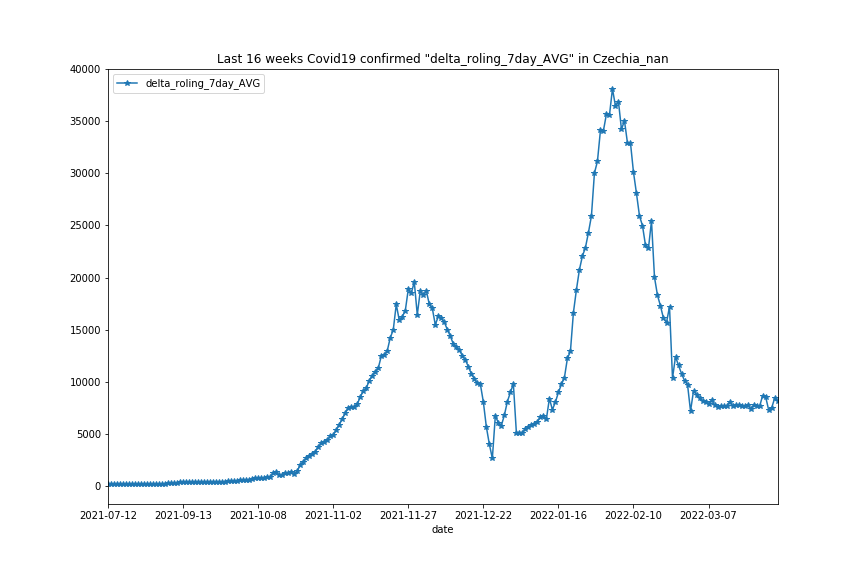 Last 16 weeks Covid19 confirmed "delta_roling_7day_AVG" in Czechia_nan
delta_roling_7day_AVG
40000
35000
30000
25000
20000
15000
10000
5000
0
2021-07-12 2021-09-13 2021-10-08 2021-11-02 2021-11-27 2021-12-22 2022-01-16 2022-02-10 2022-03-07
date